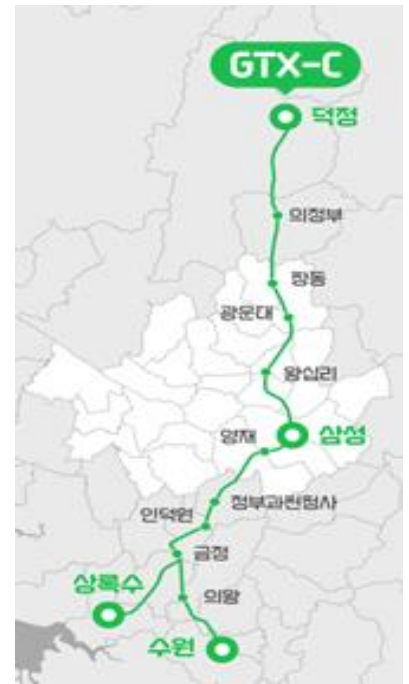 GTX-C
덕정
의정부
창동
광운대
왕십리
삼성
양재
정부과천청사
인덕원
금정
상록수
의왕
수원